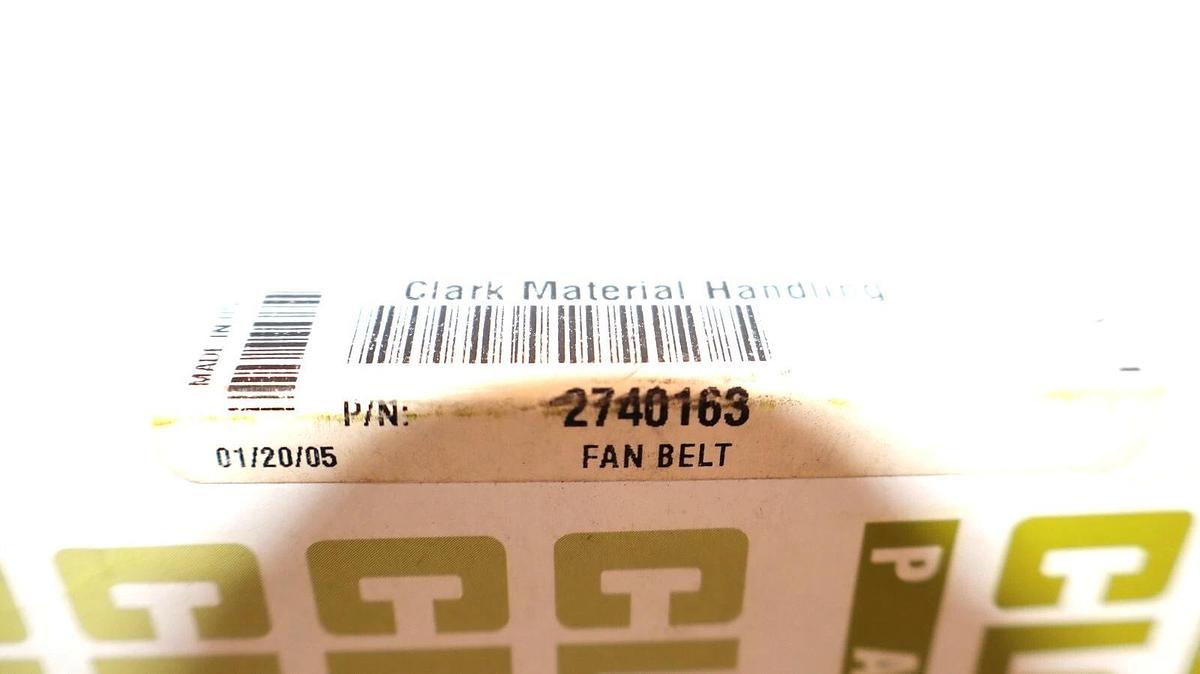 Clark Material Handling
MADE IN
P/N: 2740163
01/20/05 FAN BELT
P A